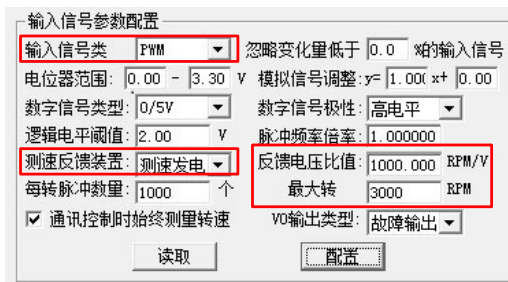 输入信号参数配置
输入信号类 PWM 忽略变化量低于 0.0 %的输入信号
电位器范围: 0.00 - 3.30 V 模拟信号调整:y= 1.00( x+ 0.00
数字信号类型: 0/5V 数字信号极性: 高电平
逻辑电平阈值: 2.00 V 脉冲频率倍率: 1.000000
测速反馈装置: 测速发电 反馈电压比值: 1000.000 RPM/V
每转脉冲数量: 1000 个 最大转 3000 RPM
通讯控制时始终测量转速 VO输出类型: 故障输出
读取 配置